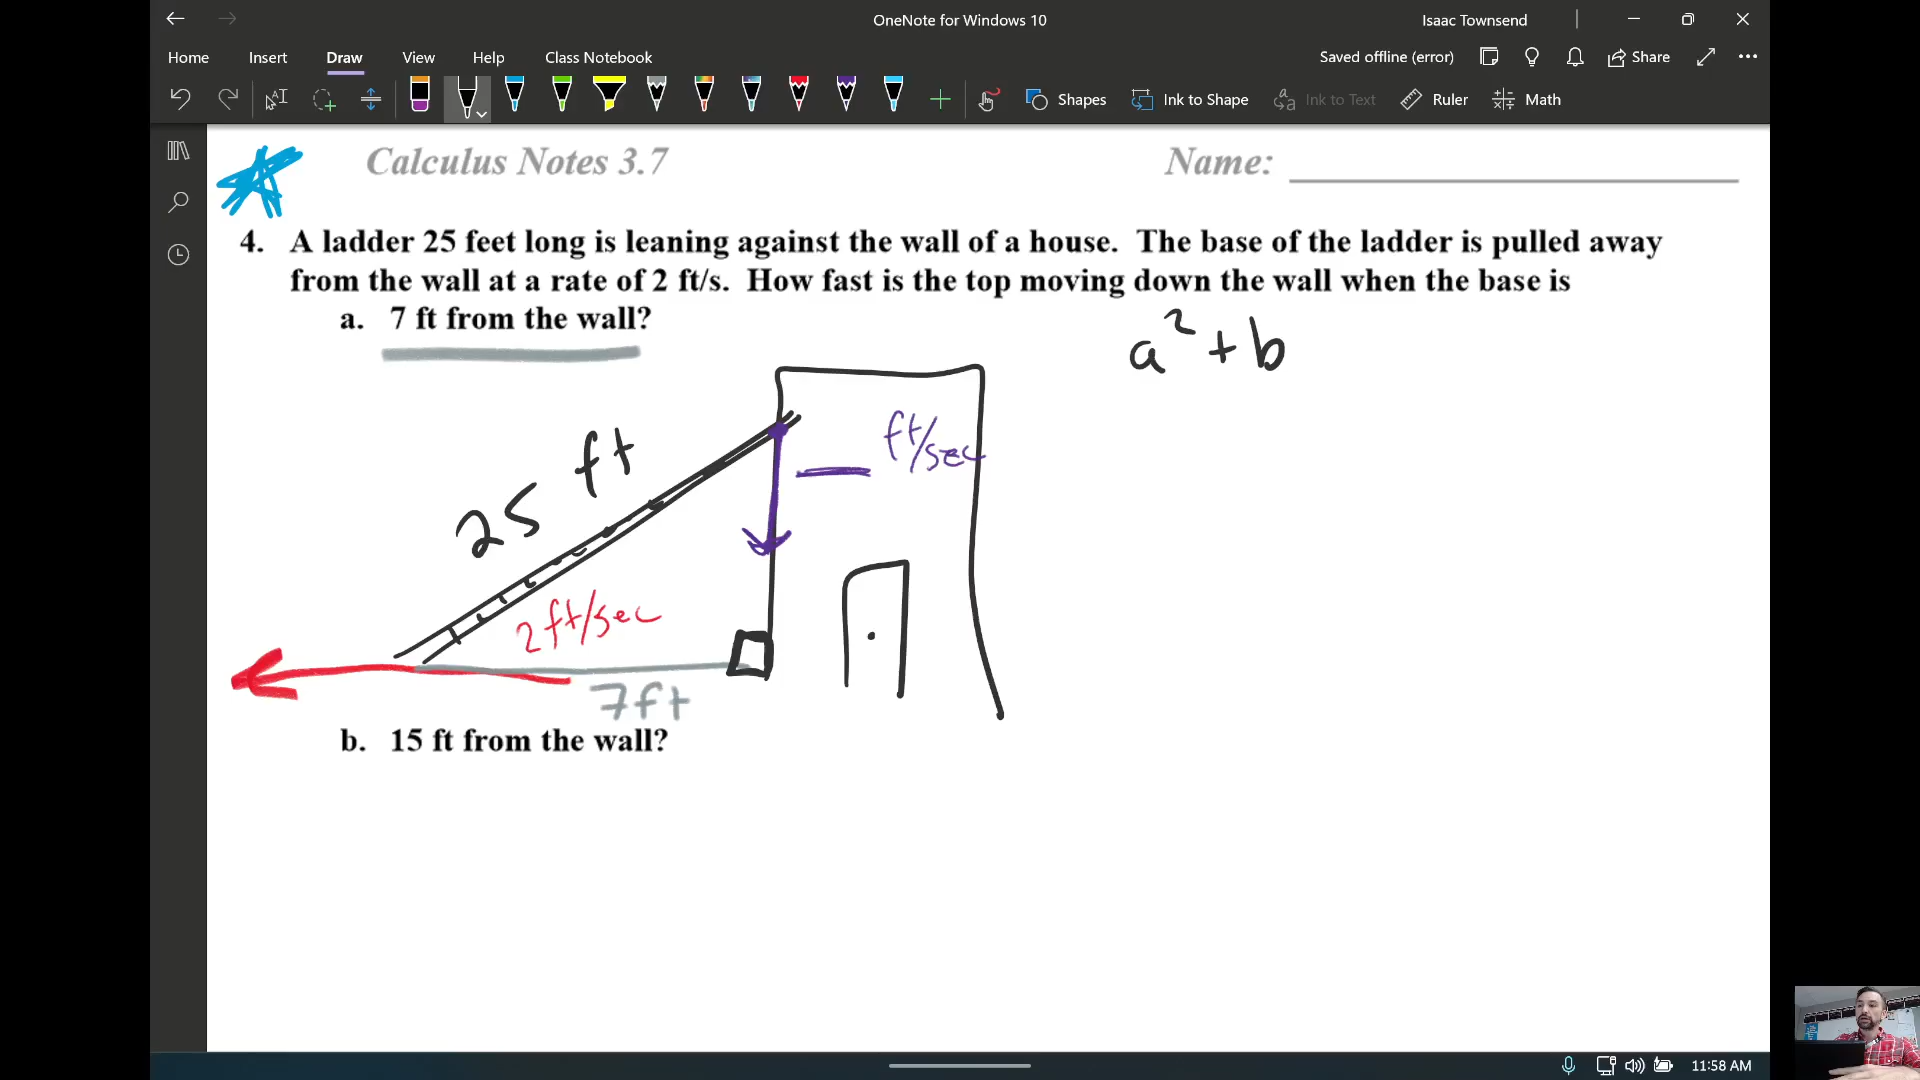 OneNote for Windows 10
Isaac Townsend
Home Insert Draw View Help Class Notebook
Saved offline (error)
Share
Shapes Ink to Shape Ink to Text Ruler Math
Calculus Notes 3.7
Name:
4. A ladder 25 feet long is leaning against the wall of a house. The base of the ladder is pulled away
from the wall at a rate of 2 ft/s. How fast is the top moving down the wall when the base is
a. 7 ft from the wall?
a² + b
ft/sec
25 ft
2ft/sec
7ft
b. 15 ft from the wall?
11:58 AM